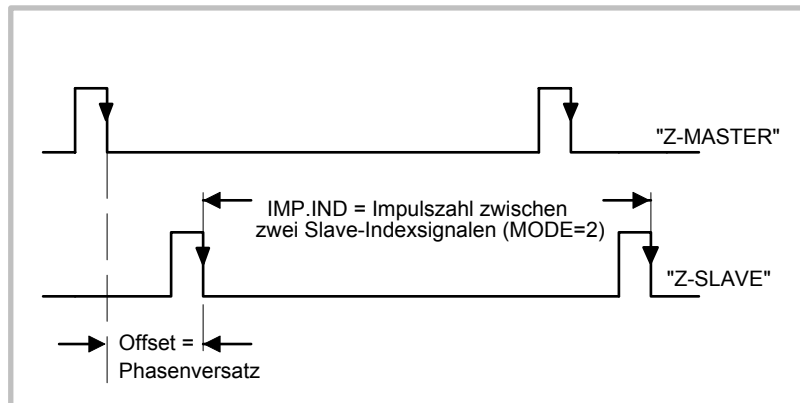 "Z-MASTER"
IMP.IND = Impulszahl zwischen
zwei Slave-Indexsignalen (MODE=2)
"Z-SLAVE"
Offset =
Phasenversatz